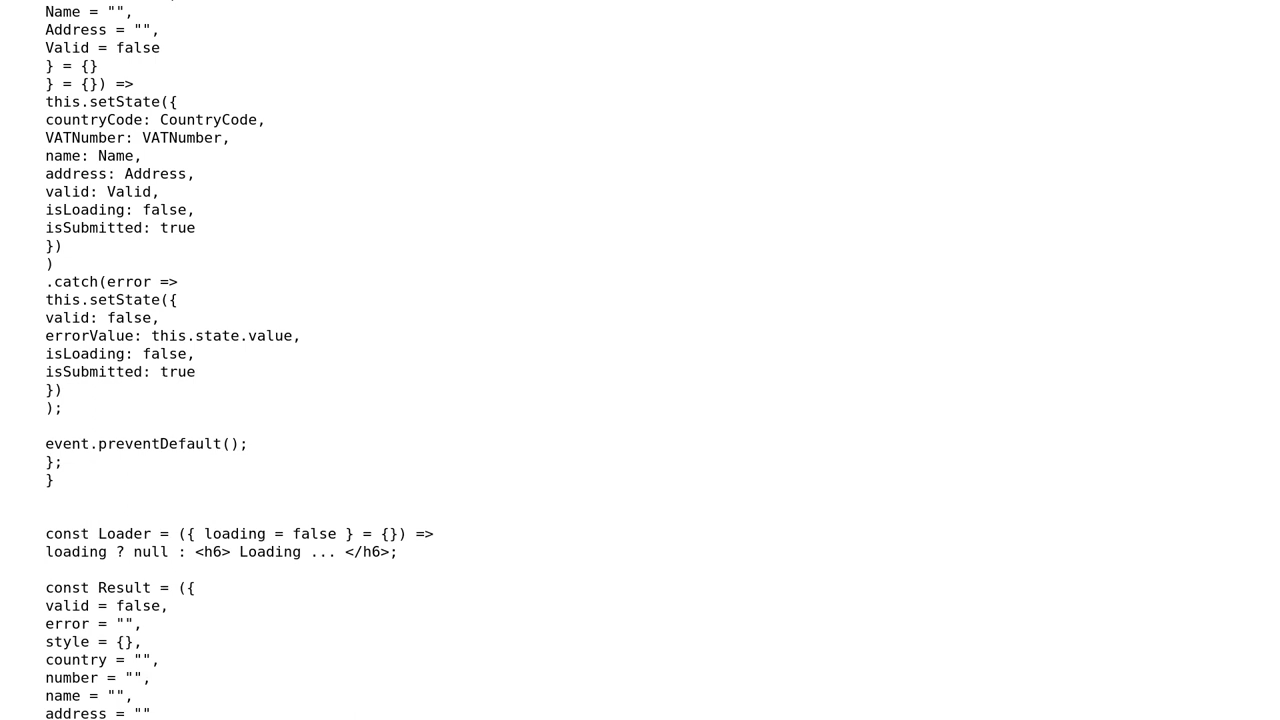 Name = "",
Address = "",
Valid = false
} = {}
} = {}) =>
this.setState({
countryCode: CountryCode,
VATNumber: VATNumber,
name: Name,
address: Address,
valid: Valid,
isLoading: false,
isSubmitted: true
})
)
.catch(error =>
this.setState({
valid: false,
errorValue: this.state.value,
isLoading: false,
isSubmitted: true
})
);

event.preventDefault();
};
}


const Loader = ({ loading = false } = {}) =>
loading ? null : <h6> Loading ... </h6>;

const Result = ({
valid = false,
error = "",
style = {},
country = "",
number = "",
name = "",
address = ""